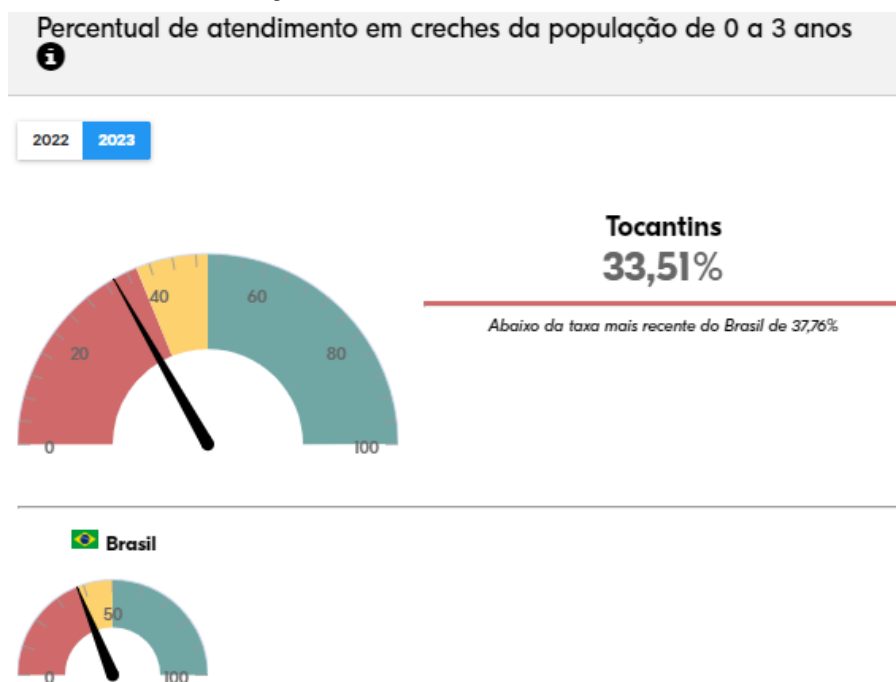 Percentual de atendimento em creches da população de 0 a 3 anos
2022 2023
Tocantins
33,51%
Abaixo da taxa mais recente do Brasil de 37,76%
40 60
20 80
0 100
Brasil
50
0 100